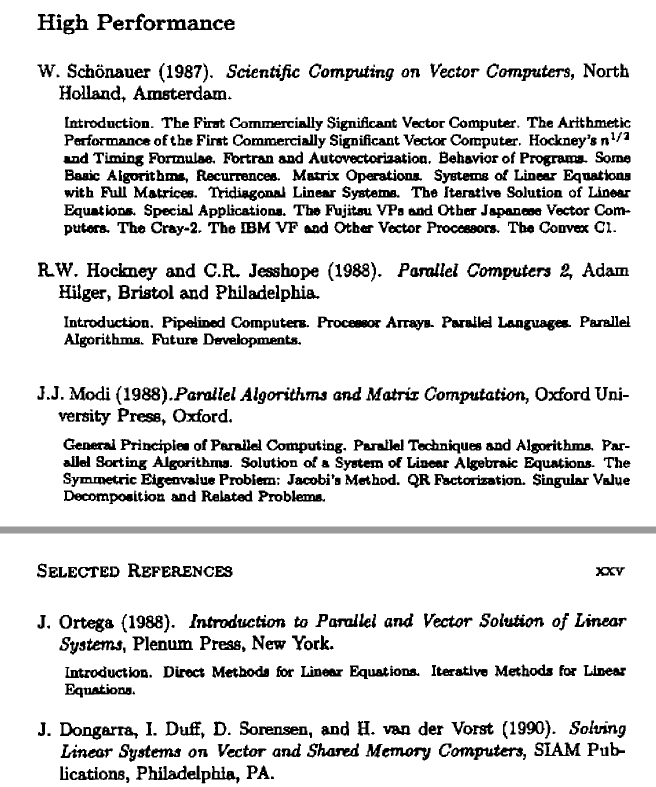 High Performance
W. Schönauer (1987). Scientific Computing on Vector Computers, North
Holland, Amsterdam.
Introduction. The First Commercially Significant Vector Computer. The Arithmetic
Performance of the First Commercially Significant Vector Computer. Hockney's n^{1/2}
and Timing Formulae. Fortran and Autovectorization. Behavior of Programs. Some
Basic Algorithms, Recurrences. Matrix Operations. Systems of Linear Equations
with Full Matrices. Tridiagonal Linear Systems. The Iterative Solution of Linear
Equations. Special Applications. The Fujitsu VPs and Other Japanese Vector Com-
puters. The Cray-2. The IBM VF and Other Vector Processors. The Convex C1.
R.W. Hockney and C.R. Jesshope (1988). Parallel Computers 2, Adam
Hilger, Bristol and Philadelphia.
Introduction. Pipelined Computers. Processor Arrays. Parallel Languages. Parallel
Algorithms. Future Developments.
J.J. Modi (1988).Parallel Algorithms and Matrix Computation, Oxford Uni-
versity Press, Oxford.
General Principles of Parallel Computing. Parallel Techniques and Algorithms. Par-
allel Sorting Algorithms. Solution of a System of Linear Algebraic Equations. The
Symmetric Eigenvalue Problem: Jacobi's Method. QR Factorization. Singular Value
Decomposition and Related Problems.
SELECTED REFERENCES xxv
J. Ortega (1988). Introduction to Parallel and Vector Solution of Linear
Systems, Plenum Press, New York.
Introduction. Direct Methods for Linear Equations. Iterative Methods for Linear
Equations.
J. Dongarra, I. Duff, D. Sorensen, and H. van der Vorst (1990). Solving
Linear Systems on Vector and Shared Memory Computers, SIAM Pub-
lications, Philadelphia, PA.